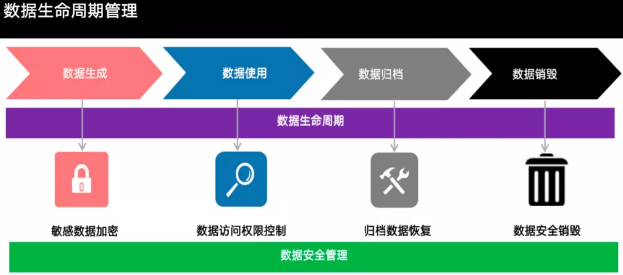 数据生命周期管理
数据生成
数据使用
数据归档
数据销毁
数据生命周期
敏感数据加密
数据访问权限控制
归档数据恢复
数据安全销毁
数据安全管理